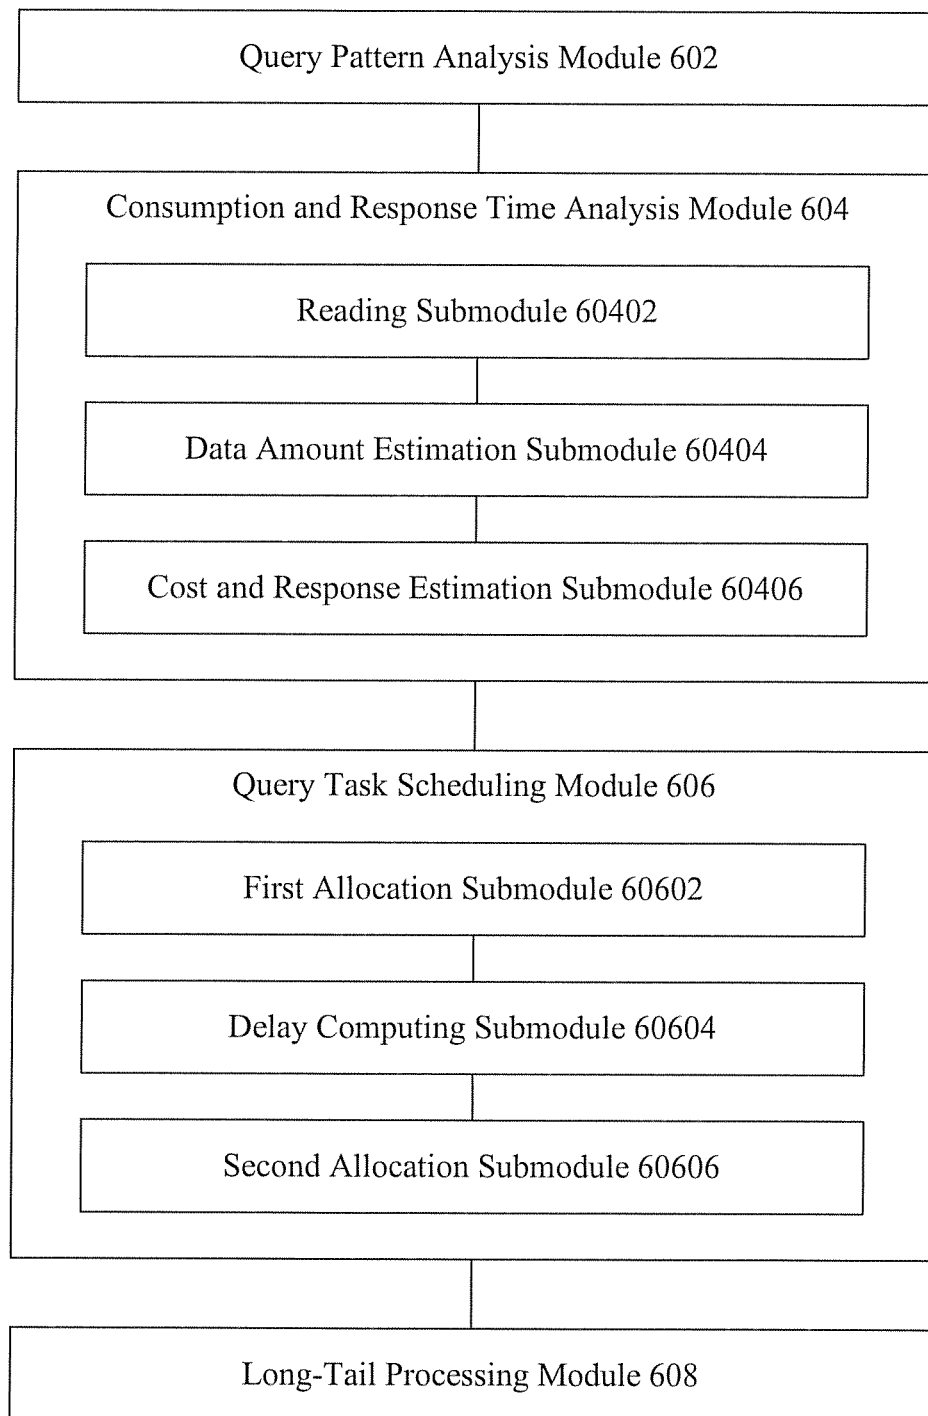 Query Pattern Analysis Module 602
Consumption and Response Time Analysis Module 604
Reading Submodule 60402
Data Amount Estimation Submodule 60404
Cost and Response Estimation Submodule 60406
Query Task Scheduling Module 606
First Allocation Submodule 60602
Delay Computing Submodule 60604
Second Allocation Submodule 60606
Long-Tail Processing Module 608